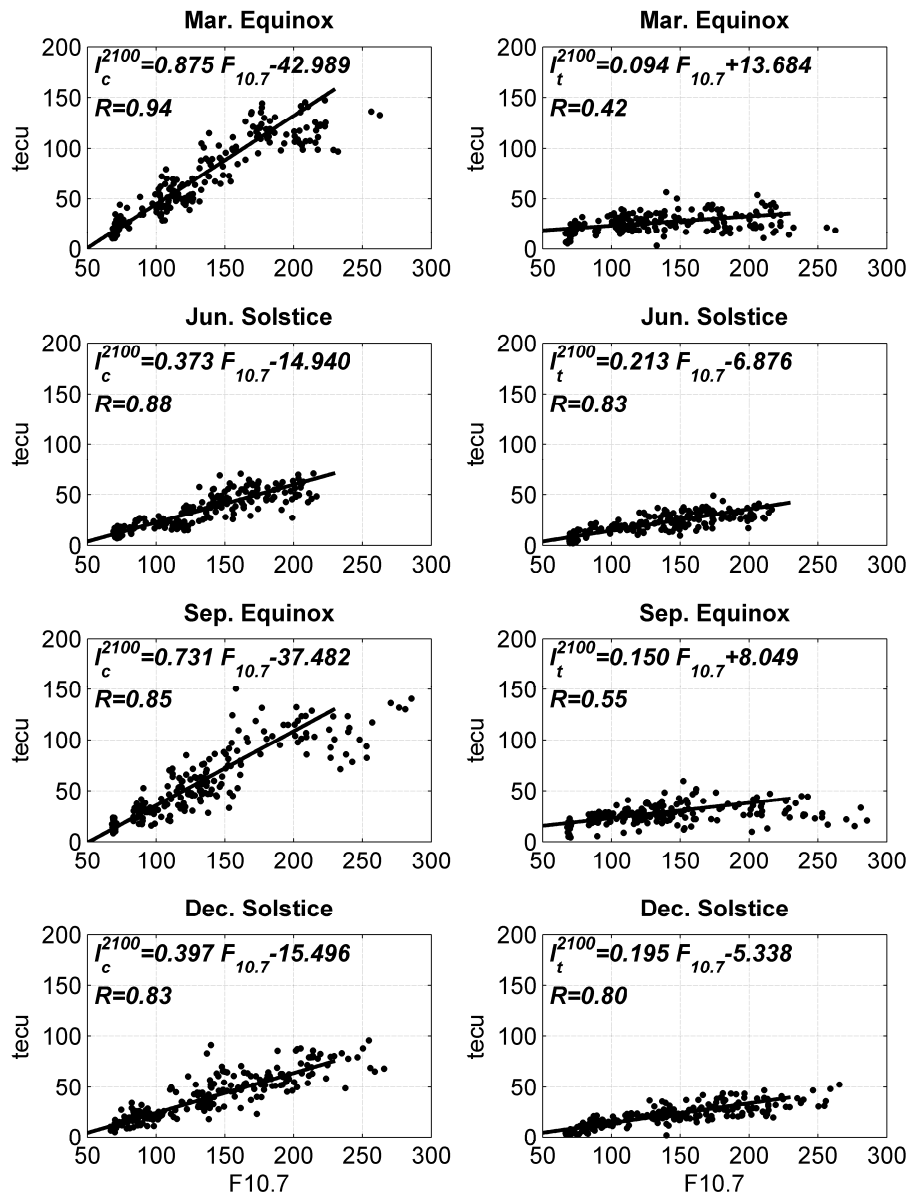 Mar. Equinox
I_c^2100=0.875 F_10.7-42.989
R=0.94
tecu
200
150
100
50
0
50 100 150 200 250 300
Mar. Equinox
I_t^2100=0.094 F_10.7+13.684
R=0.42
200
150
100
50
0
50 100 150 200 250 300
Jun. Solstice
I_c^2100=0.373 F_10.7-14.940
R=0.88
tecu
200
150
100
50
0
50 100 150 200 250 300
Jun. Solstice
I_t^2100=0.213 F_10.7-6.876
R=0.83
tecu
200
150
100
50
0
50 100 150 200 250 300
Sep. Equinox
I_c^2100=0.731 F_10.7-37.482
R=0.85
tecu
200
150
100
50
0
50 100 150 200 250 300
Sep. Equinox
I_t^2100=0.150 F_10.7+8.049
R=0.55
tecu
200
150
100
50
0
50 100 150 200 250 300
Dec. Solstice
I_c^2100=0.397 F_10.7-15.496
R=0.83
tecu
200
150
100
50
0
50 100 150 200 250 300
F10.7
Dec. Solstice
I_t^2100=0.195 F_10.7-5.338
R=0.80
tecu
200
150
100
50
0
50 100 150 200 250 300
F10.7